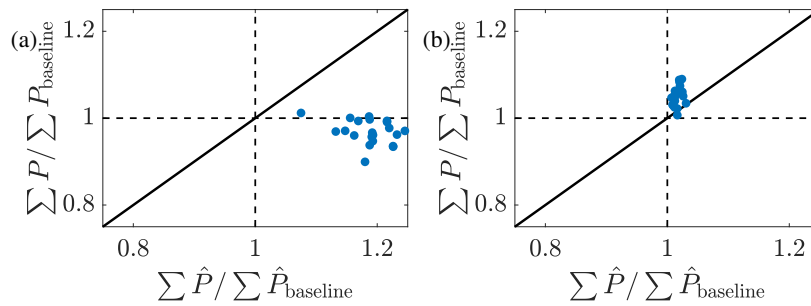 (a)
∑ P / ∑ P_baseline
1.2
1
0.8
0.8 1 1.2
∑ P̂ / ∑ P̂_baseline
(b)
∑ P / ∑ P_baseline
1.2
1
0.8
0.8 1 1.2
∑ P̂ / ∑ P̂_baseline